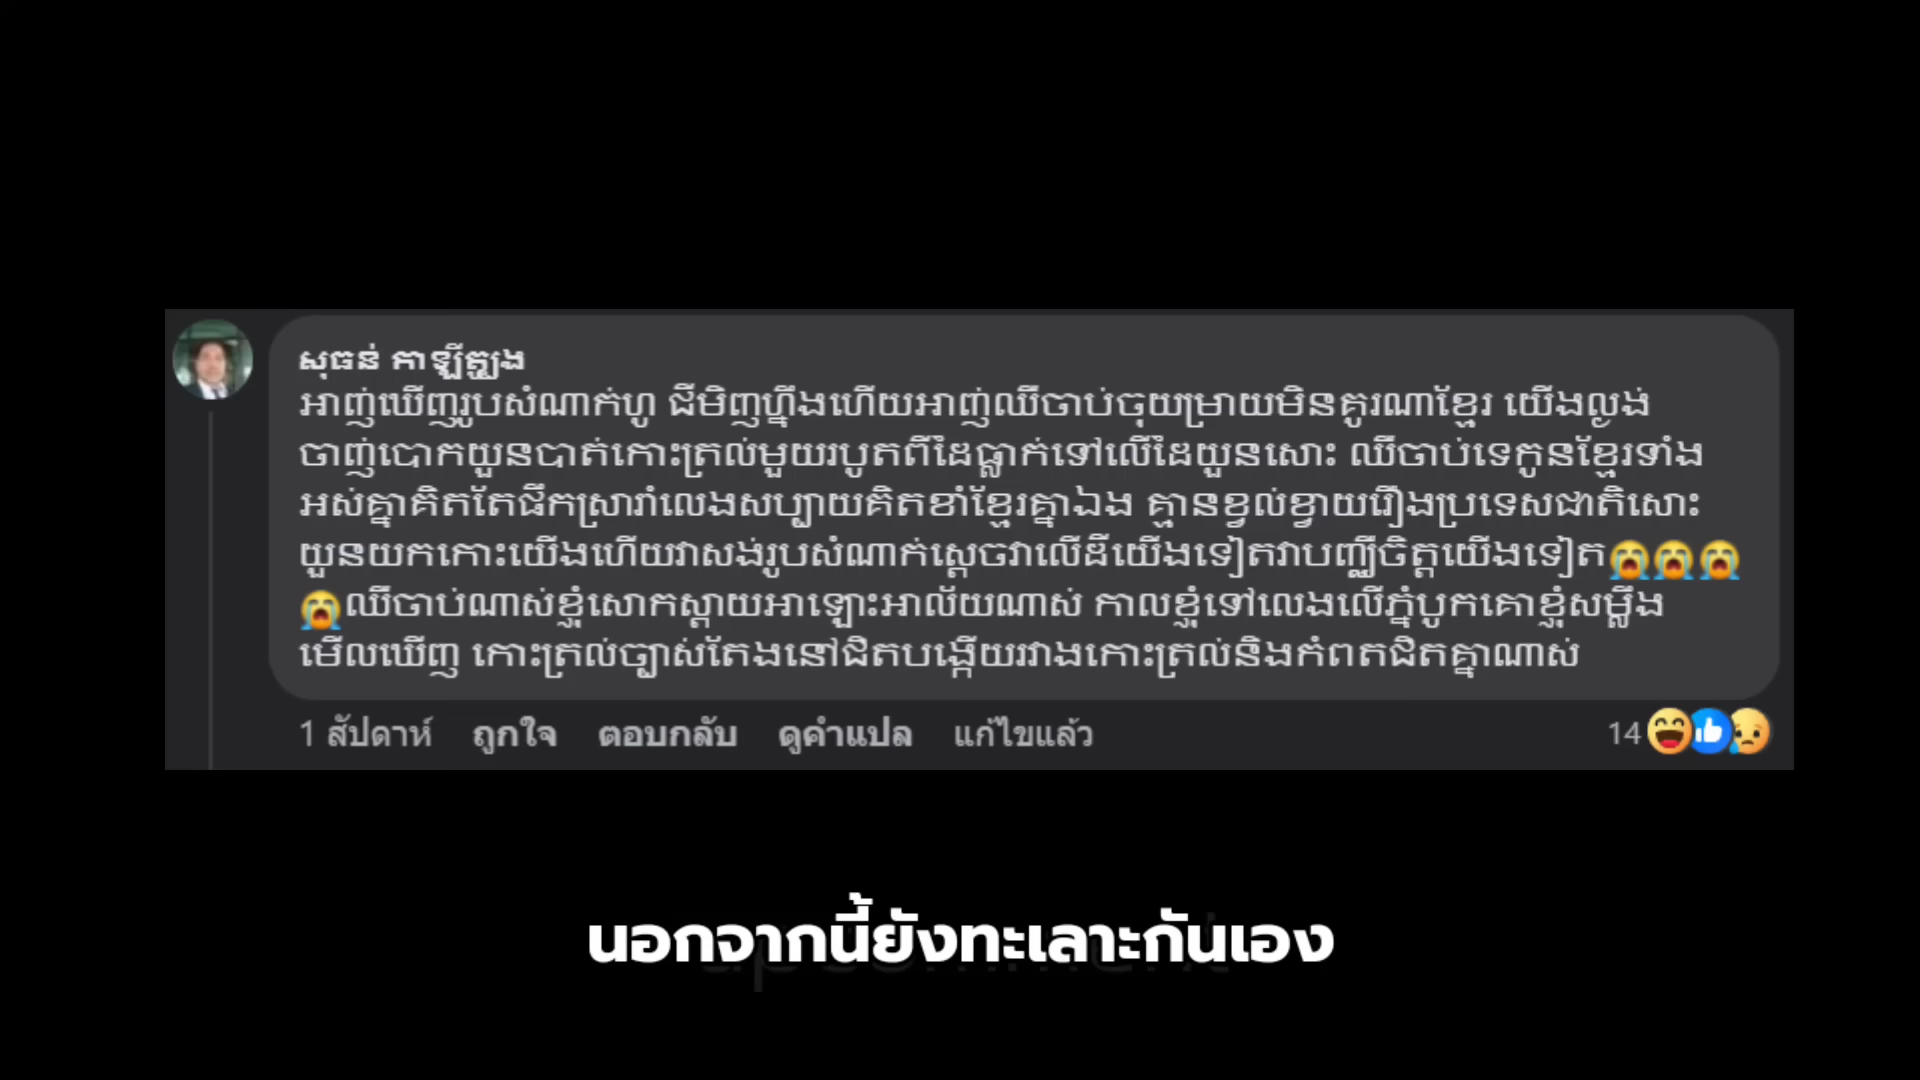 សុធន់ កាឡីត្ហ្យង
អាញ់ឃើញរូបសំណាក់ហូ ជីមិញហ្នឹងហើយអាញ់ឈឺចាប់ចុយម្រាយមិនគួរណាខ្មែរ យើងល្ងង់
ចាញ់បោកយួនបាត់កោះត្រល់មួយរបូតពីដៃធ្លាក់ទៅលើដៃយួនសោះ ឈឺចាប់ទេកូនខ្មែរទាំង
អស់គ្នាគិតតែផឹកស្រារាំលេងសប្បាយគិតខាំខ្មែរគ្នាឯង គ្មានខ្វល់ខ្វាយរឿងប្រទេសជាតិសោះ
យួនយកកោះយើងហើយវាសង់រូបសំណាក់ស្តេចវាលើដីយើងទៀតវាបញ្ឈឺចិត្តយើងទៀត😭😭😭
😭ឈឺចាប់ណាស់ខ្ញុំសោកស្តាយអាឡោះអាល័យណាស់ កាលខ្ញុំទៅលេងលើភ្នំបូកគោខ្ញុំសម្លឹង
មើលឃើញ កោះត្រល់ច្បាស់តែងនៅជិតបង្កើយរវាងកោះត្រល់និងកំពតជិតគ្នាណាស់
1 สัปดาห์ ถูกใจ ตอบกลับ ดูคำแปล แก้ไขแล้ว 14
นอกจากนี้ยังทะเลาะกันเอง